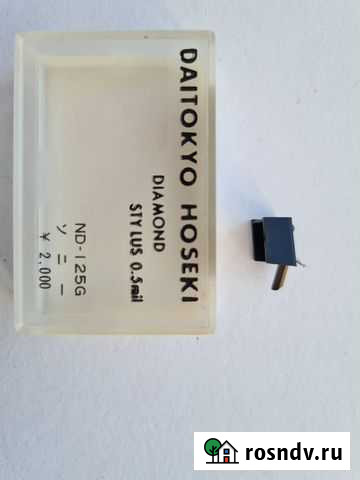 DAITOKYO HOSEKI
DIAMOND
STYLUS 0.5mil
ND-125G
ソニー
¥ 2,000
rosndv.ru